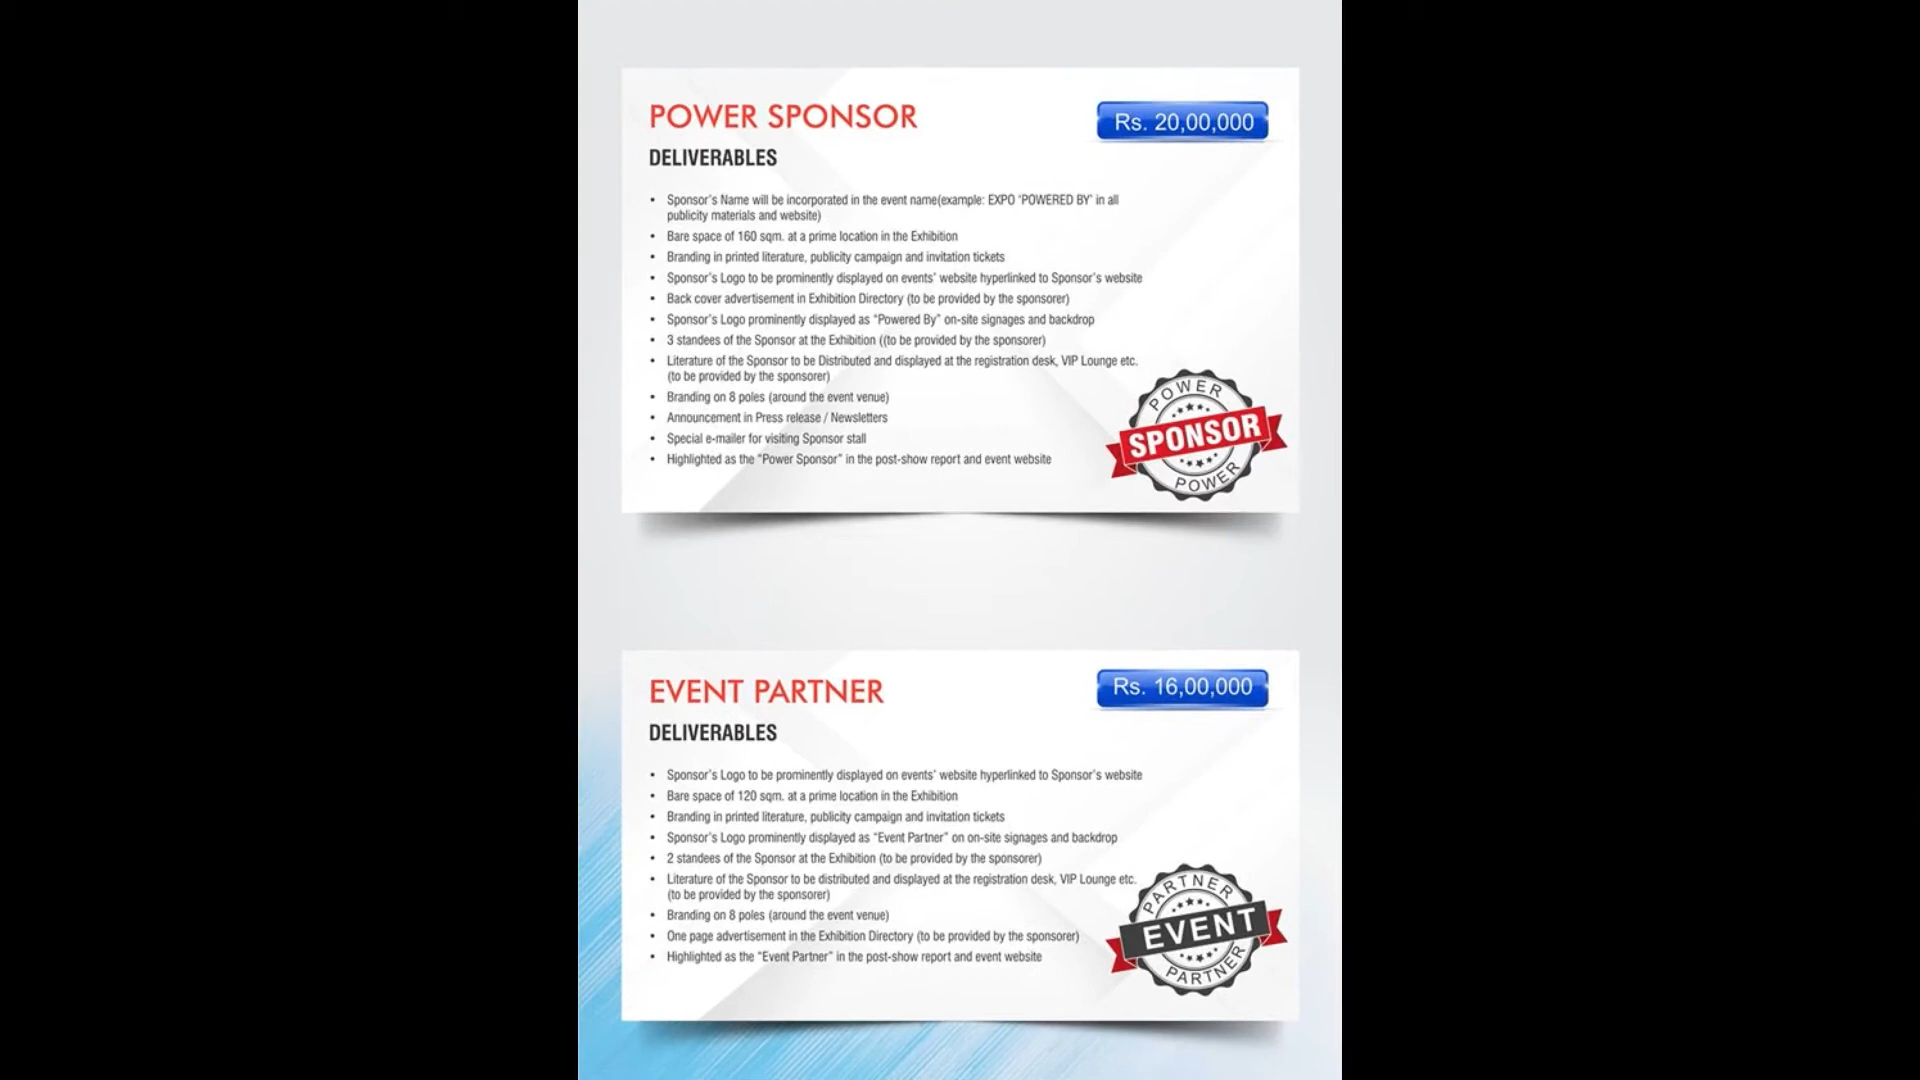 POWER SPONSOR
Rs. 20,00,000
DELIVERABLES
• Sponsor's Name will be incorporated in the event name(example: EXPO "POWERED BY' in all
publicity materials and website)
• Bare space of 160 sqm. at a prime location in the Exhibition
• Branding in printed literature, publicity campaign and invitation tickets
• Sponsor's Logo to be prominently displayed on events' website hyperlinked to Sponsor's website
• Back cover advertisement in Exhibition Directory (to be provided by the sponsorer)
• Sponsor's Logo prominently displayed as "Powered By" on-site signages and backdrop
• 3 standees of the Sponsor at the Exhibition ((to be provided by the sponsorer)
• Literature of the Sponsor to be Distributed and displayed at the registration desk, VIP Lounge etc.
(to be provided by the sponsorer)
• Branding on 8 poles (around the event venue)
• Announcement in Press release / Newsletters
• Special e-mailer for visiting Sponsor stall
• Highlighted as the "Power Sponsor" in the post-show report and event website
POWER
SPONSOR
POWER
EVENT PARTNER
Rs. 16,00,000
DELIVERABLES
• Sponsor's Logo to be prominently displayed on events' website hyperlinked to Sponsor's website
• Bare space of 120 sqm. at a prime location in the Exhibition
• Branding in printed literature, publicity campaign and invitation tickets
• Sponsor's Logo prominently displayed as "Event Partner" on on-site signages and backdrop
• 2 standees of the Sponsor at the Exhibition (to be provided by the sponsorer)
• Literature of the Sponsor to be distributed and displayed at the registration desk, VIP Lounge etc.
(to be provided by the sponsorer)
• Branding on 8 poles (around the event venue)
• One page advertisement in the Exhibition Directory (to be provided by the sponsorer)
• Highlighted as the "Event Partner" in the post-show report and event website
PARTNER
EVENT
PARTNER